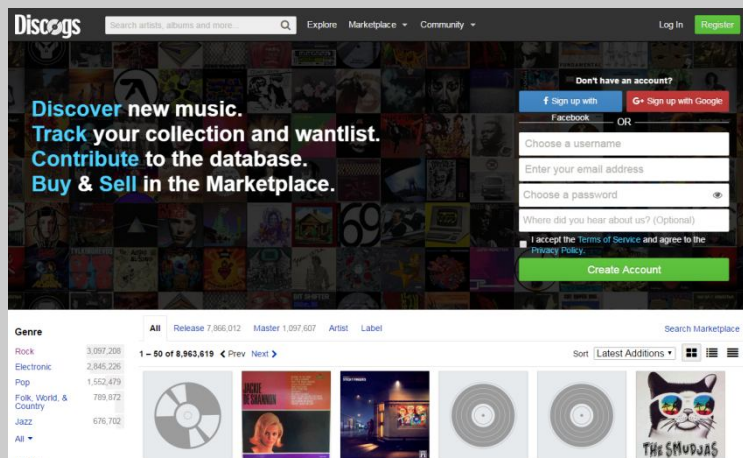 Discogs
Search artists, albums and more...
Explore
Marketplace
Community
Log In
Register
Discover new music.
Track your collection and wantlist.
Contribute to the database.
Buy & Sell in the Marketplace.
Don't have an account?
f Sign up with Facebook
G+ Sign up with Google
OR
Choose a username
Enter your email address
Choose a password
Where did you hear about us? (Optional)
I accept the Terms of Service and agree to the
Privacy Policy.
Create Account
Genre
Rock 3,097,208
Electronic 2,845,226
Pop 1,552,479
Folk, World, & 789,872
Country
Jazz 676,702
All
All
Release 7,866,012
Master 1,097,607
Artist
Label
Search Marketplace
1 – 50 of 8,963,619
Prev
Next
Sort
Latest Additions
JACKIE
DE SHANNON
69
THE SMUDJAS